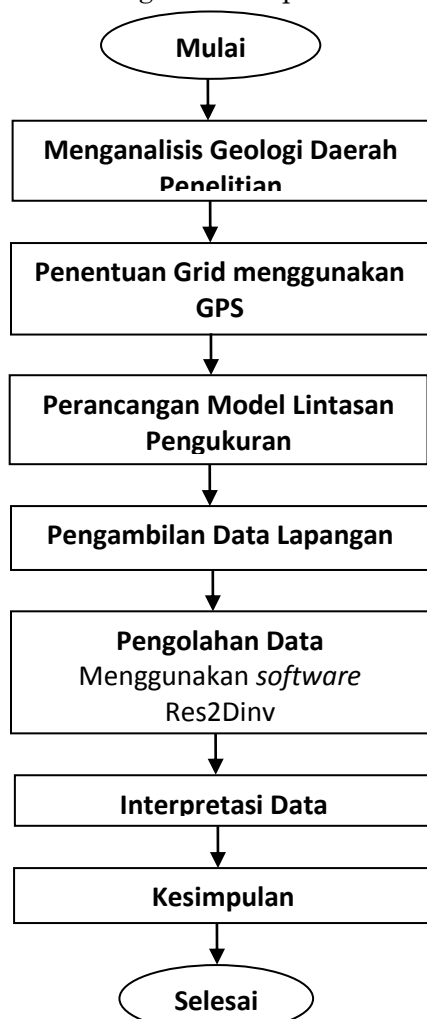 Mulai
Menganalisis Geologi Daerah
Penelitian
Penentuan Grid menggunakan
GPS
Perancangan Model Lintasan
Pengukuran
Pengambilan Data Lapangan
Pengolahan Data
Menggunakan software
Res2Dinv
Interpretasi Data
Kesimpulan
Selesai